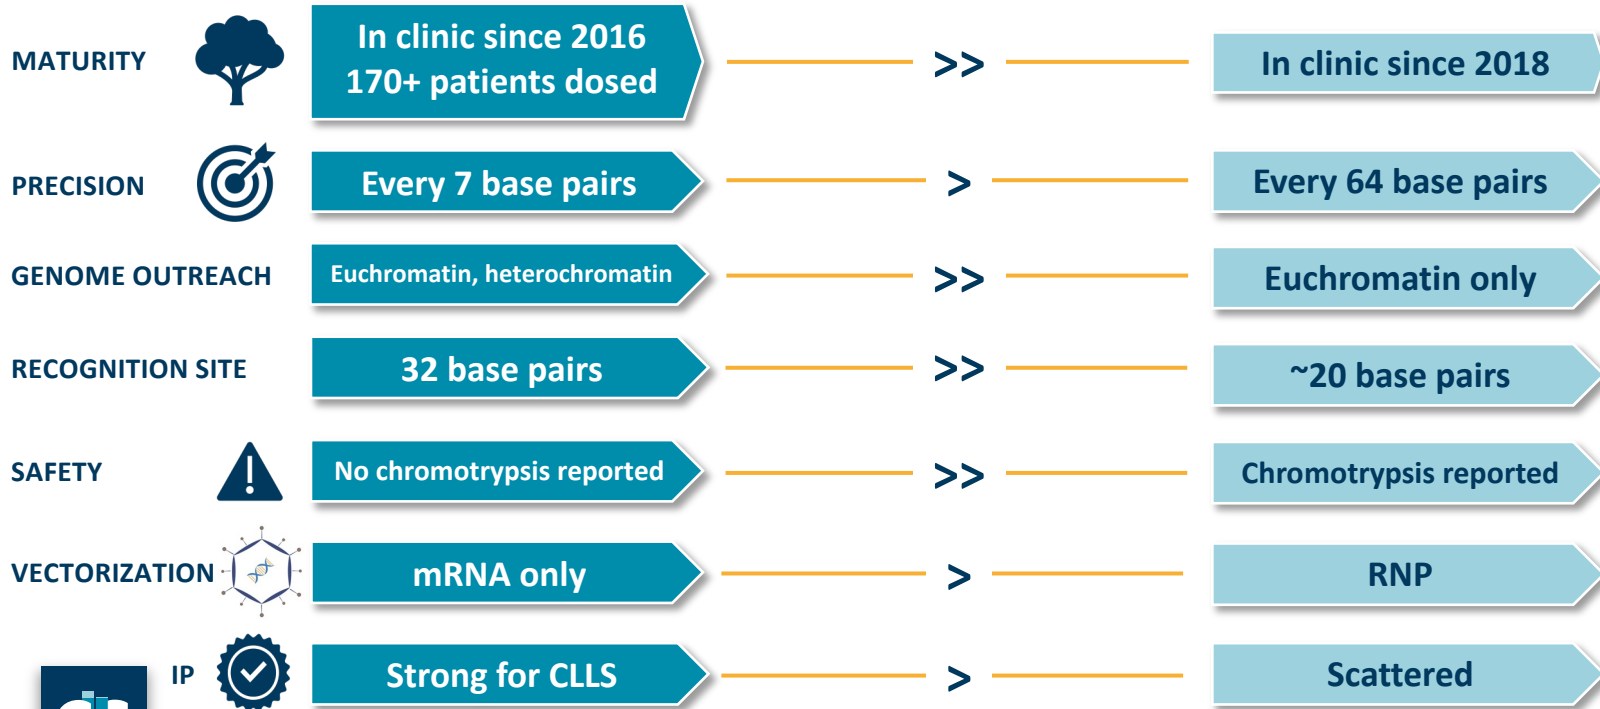 MATURITY
In clinic since 2016
170+ patients dosed
>>
In clinic since 2018
PRECISION
Every 7 base pairs
>
Every 64 base pairs
GENOME OUTREACH
Euchromatin, heterochromatin
>>
Euchromatin only
RECOGNITION SITE
32 base pairs
>>
~20 base pairs
SAFETY
No chromotrypsis reported
>>
Chromotrypsis reported
VECTORIZATION
mRNA only
>
RNP
IP
Strong for CLLS
>
Scattered